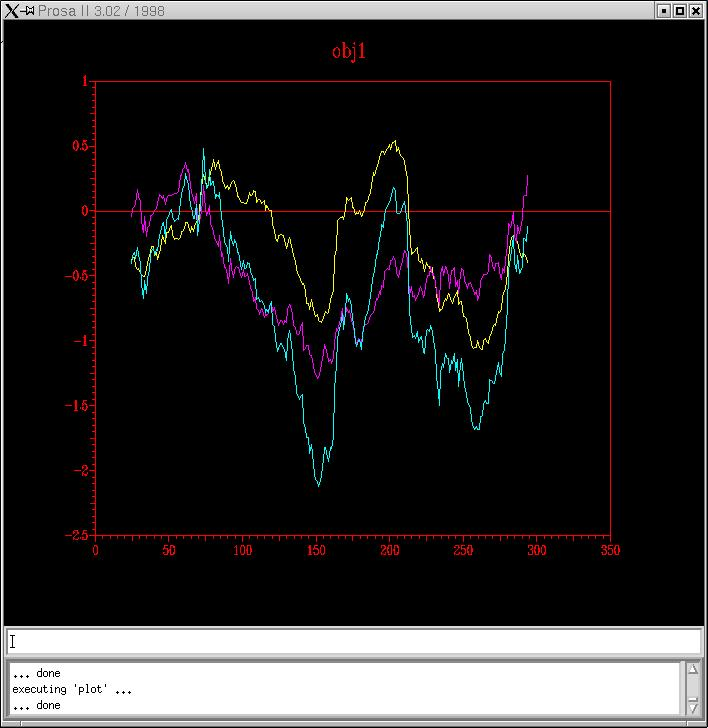 Prosa II 3.02 / 1998
obj1
1
0.5
0
-0.5
-1
-1.5
-2
-2.5
0 50 100 150 200 250 300 350
... done
executing 'plot' ...
... done